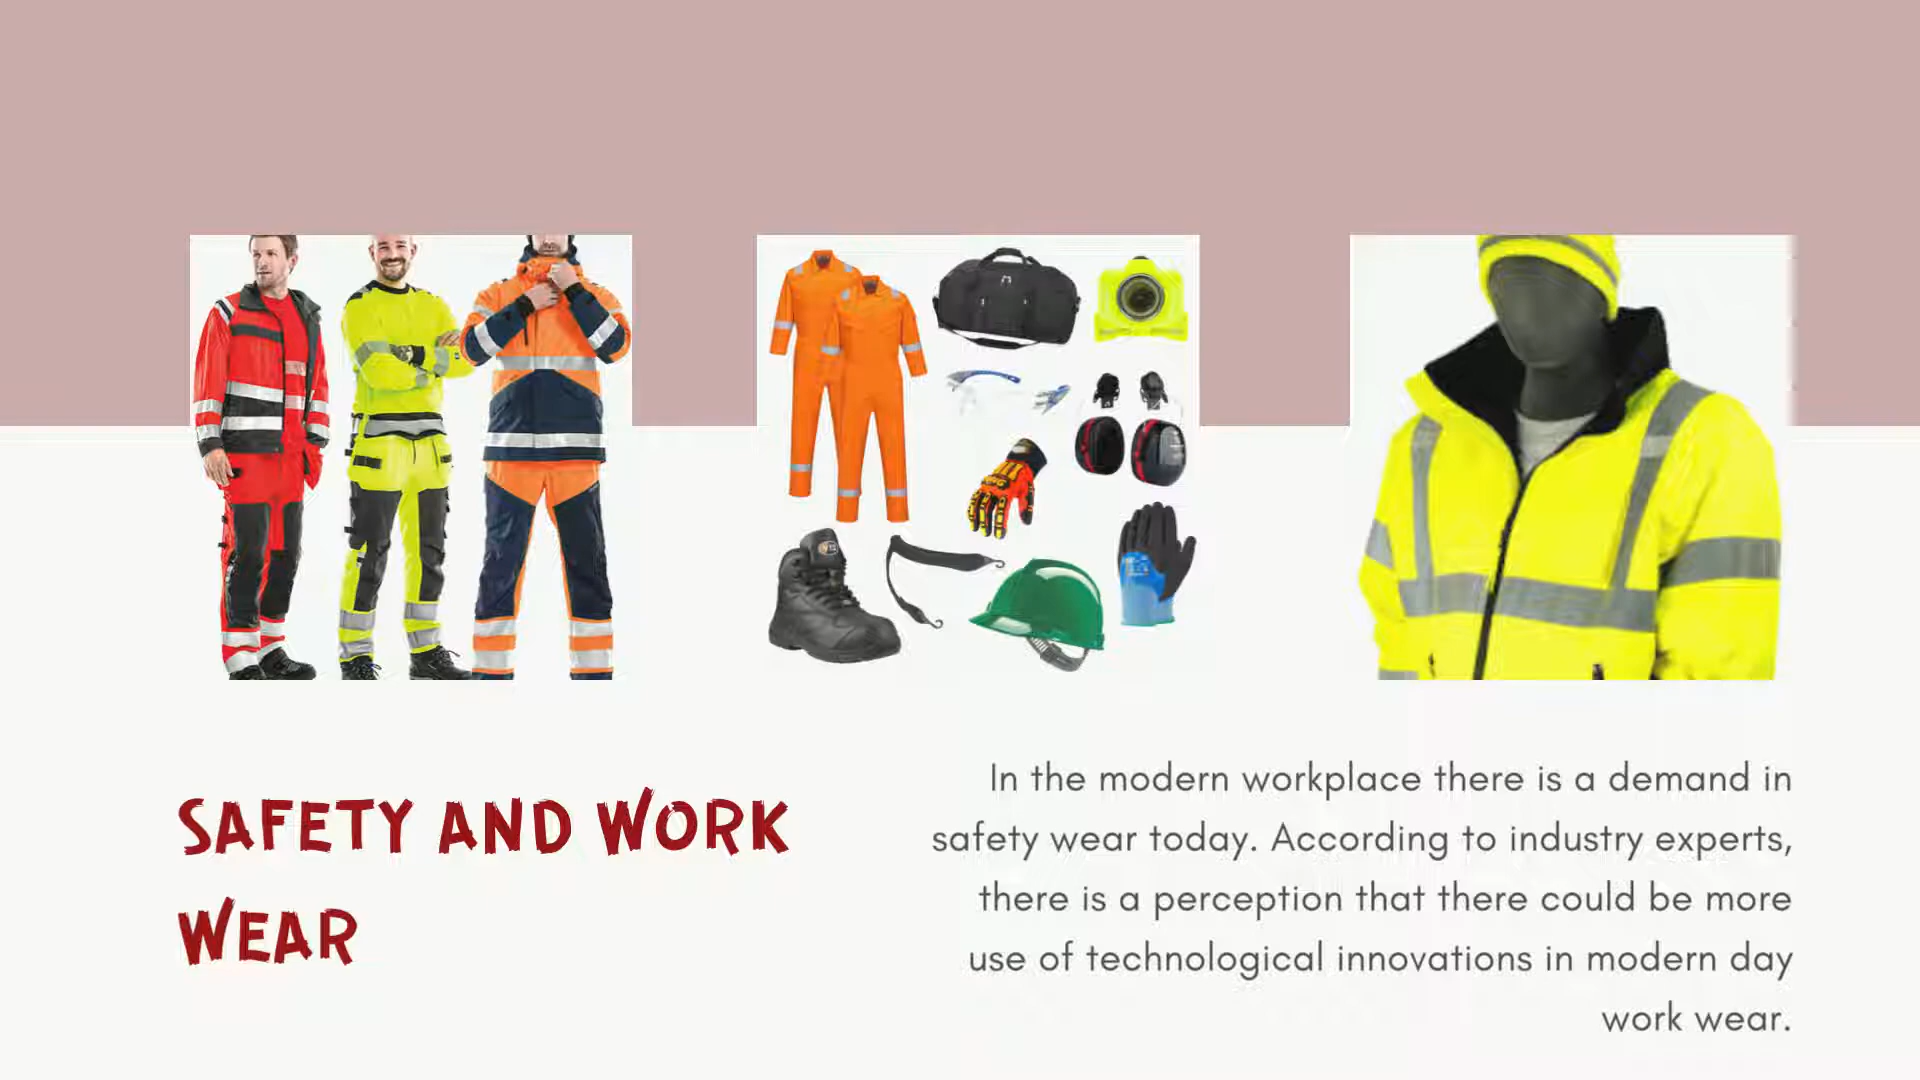 SAFETY AND WORK
WEAR
In the modern workplace there is a demand in
safety wear today. According to industry experts,
there is a perception that there could be more
use of technological innovations in modern day
work wear.